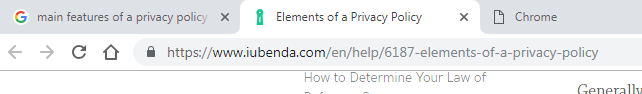 main features of a privacy policy
Elements of a Privacy Policy
Chrome
https://www.iubenda.com/en/help/6187-elements-of-a-privacy-policy
How to Determine Your Law of
Generally